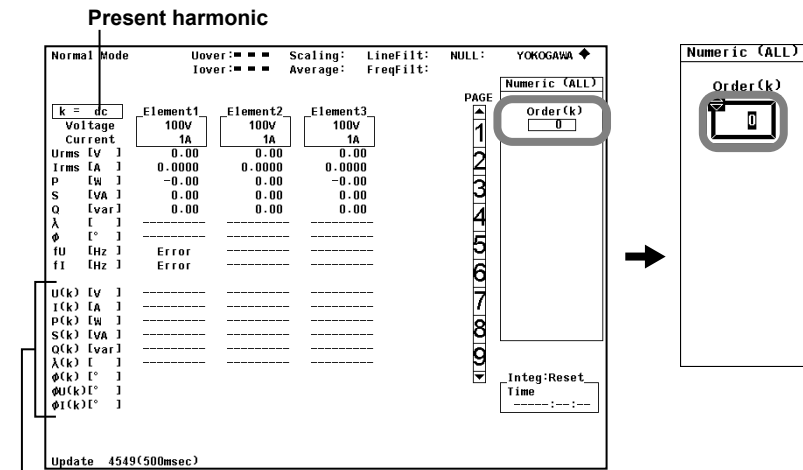 Present harmonic
Normal Mode Uover:■ ■ ■ Scaling: LineFilt: NULL: YOKOGAWA ◆
Iover:■ ■ ■ Average: FreqFilt:
Numeric (ALL)
PAGE
Order(k)
0
k = dc Element1 Element2 Element3
Voltage 100V 100V 100V
Current 1A 1A 1A
Urms [V ] 0.00 0.00 0.00
Irms [A ] 0.0000 0.0000 0.0000
P [W ] -0.00 0.00 -0.00
S [VA ] 0.00 0.00 0.00
Q [var] 0.00 0.00 0.00
λ [ ] -------- -------- --------
ϕ [° ] -------- -------- --------
fU [Hz ] Error -------- --------
fI [Hz ] Error -------- --------
U(k) [V ] -------- -------- --------
I(k) [A ] -------- -------- --------
P(k) [W ] -------- -------- --------
S(k) [VA ] -------- -------- --------
Q(k) [var] -------- -------- --------
λ(k) [ ] -------- -------- --------
ϕ(k) [° ]
ϕU(k)[° ]
ϕI(k)[° ]
1
2
3
4
5
6
7
8
9
Integ:Reset
Time
-----:--:--
Update 4549(500msec)
Numeric (ALL)
Order(k)
0